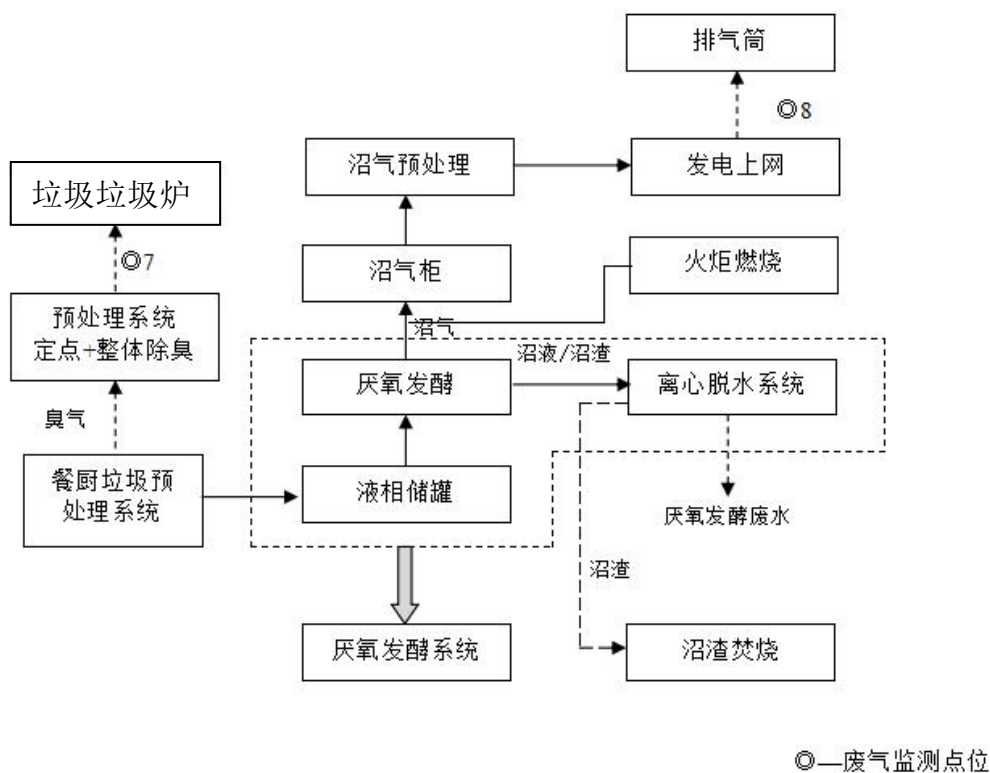 排气筒
◎8
沼气预处理
发电上网
垃圾垃圾炉
◎7
沼气柜
火炬燃烧
预处理系统
定点+整体除臭
沼气
沼液/沼渣
厌氧发酵
离心脱水系统
臭气
餐厨垃圾预
处理系统
液相储罐
厌氧发酵废水
沼渣
厌氧发酵系统
沼渣焚烧
◎—废气监测点位